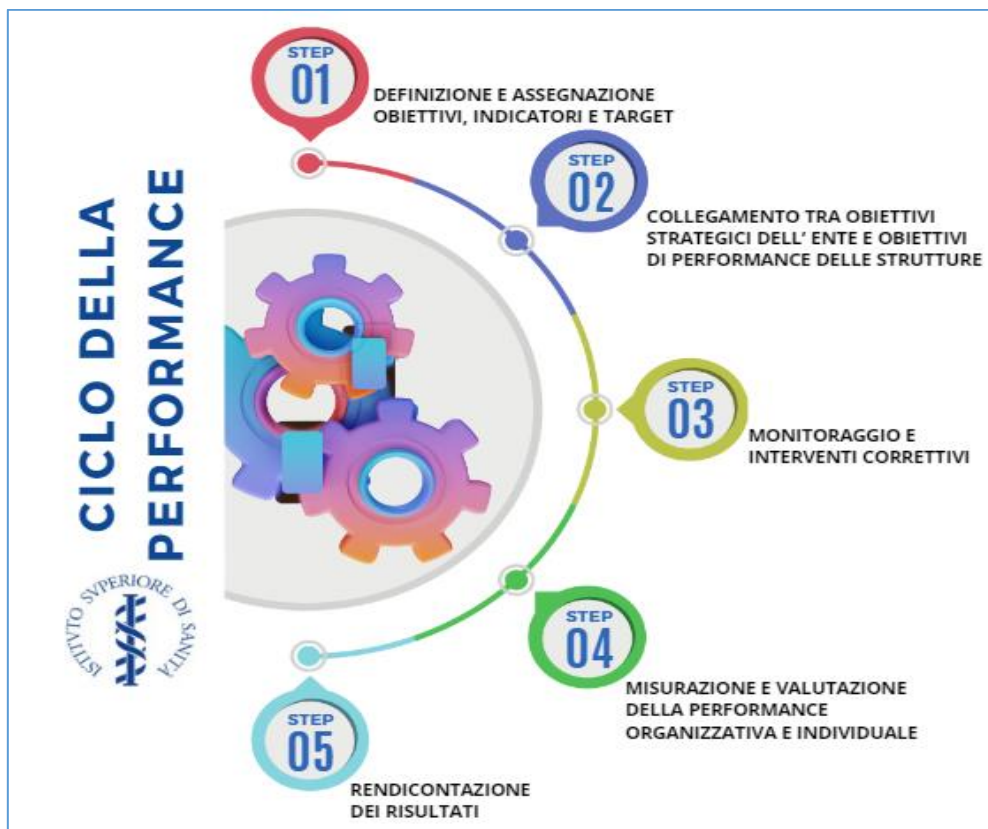 CICLO DELLA
PERFORMANCE
ISTITVTO SVPERIORE DI SANITÀ
STEP
01
DEFINIZIONE E ASSEGNAZIONE
OBIETTIVI, INDICATORI E TARGET
STEP
02
COLLEGAMENTO TRA OBIETTIVI
STRATEGICI DELL’ ENTE E OBIETTIVI
DI PERFORMANCE DELLE STRUTTURE
STEP
03
MONITORAGGIO E
INTERVENTI CORRETTIVI
STEP
04
MISURAZIONE E VALUTAZIONE
DELLA PERFORMANCE
ORGANIZZATIVA E INDIVIDUALE
STEP
05
RENDICONTAZIONE
DEI RISULTATI